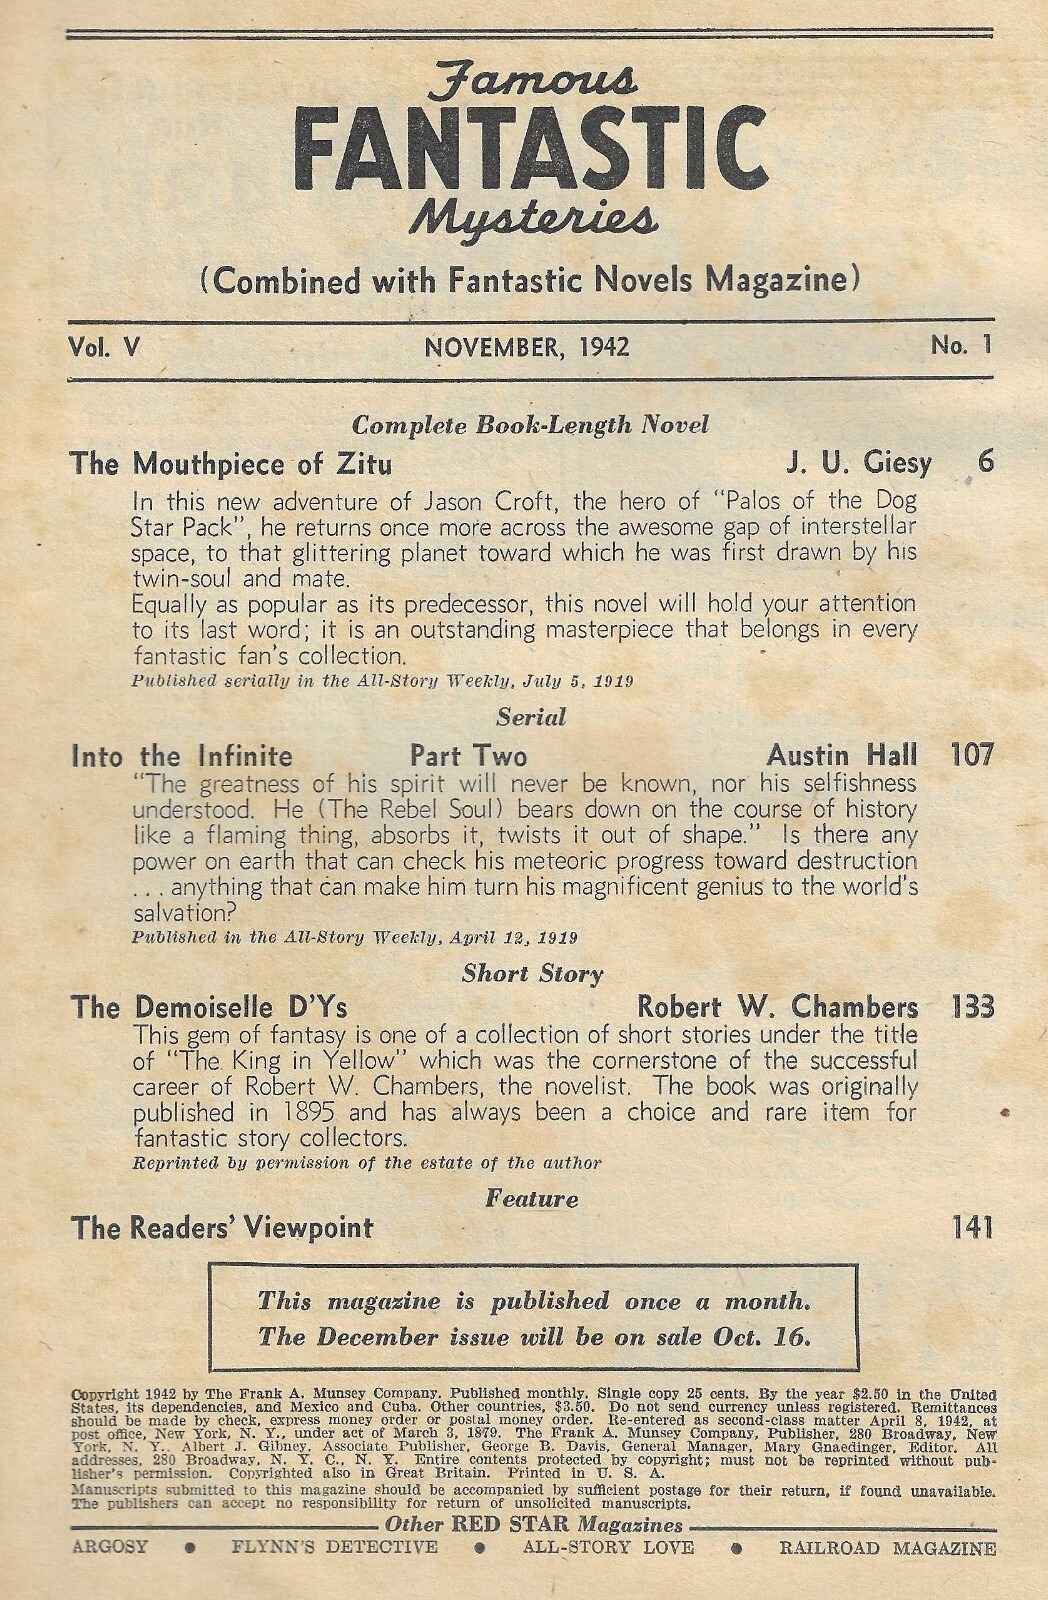 Famous
FANTASTIC
Mysteries
(Combined with Fantastic Novels Magazine)
Vol. V NOVEMBER, 1942 No. 1
Complete Book-Length Novel
The Mouthpiece of Zitu J. U. Giesy 6
In this new adventure of Jason Croft, the hero of "Palos of the Dog
Star Pack", he returns once more across the awesome gap of interstellar
space, to that glittering planet toward which he was first drawn by his
twin-soul and mate.
Equally as popular as its predecessor, this novel will hold your attention
to its last word; it is an outstanding masterpiece that belongs in every
fantastic fan's collection.
Published serially in the All-Story Weekly, July 5, 1919
Serial
Into the Infinite Part Two Austin Hall 107
"The greatness of his spirit will never be known, nor his selfishness
understood. He (The Rebel Soul) bears down on the course of history
like a flaming thing, absorbs it, twists it out of shape." Is there any
power on earth that can check his meteoric progress toward destruction
. . . anything that can make him turn his magnificent genius to the world's
salvation?
Published in the All-Story Weekly, April 12, 1919
Short Story
The Demoiselle D'Ys Robert W. Chambers 133
This gem of fantasy is one of a collection of short stories under the title
of "The King in Yellow" which was the cornerstone of the successful
career of Robert W. Chambers, the novelist. The book was originally
published in 1895 and has always been a choice and rare item for
fantastic story collectors.
Reprinted by permission of the estate of the author
Feature
The Readers' Viewpoint 141
This magazine is published once a month.
The December issue will be on sale Oct. 16.
Copyright 1942 by The Frank A. Munsey Company. Published monthly. Single copy 25 cents. By the year $2.50 in the United
States, its dependencies, and Mexico and Cuba. Other countries, $3.50. Do not send currency unless registered. Remittances
should be made by check, express money order or postal money order. Re-entered as second-class matter April 8, 1942, at
post office, New York, N. Y., under act of March 3, 1879. The Frank A. Munsey Company, Publisher, 280 Broadway, New
York, N. Y.. Albert J. Gibney, Associate Publisher, George B. Davis, General Manager, Mary Gnaedinger, Editor. All
addresses, 280 Broadway, N. Y. C., N. Y. Entire contents protected by copyright; must not be reprinted without pub-
lisher's permission. Copyrighted also in Great Britain. Printed in U. S. A.
Manuscripts submitted to this magazine should be accompanied by sufficient postage for their return, if found unavailable.
The publishers can accept no responsibility for return of unsolicited manuscripts.
Other RED STAR Magazines
ARGOSY • FLYNN'S DETECTIVE • ALL-STORY LOVE • RAILROAD MAGAZINE